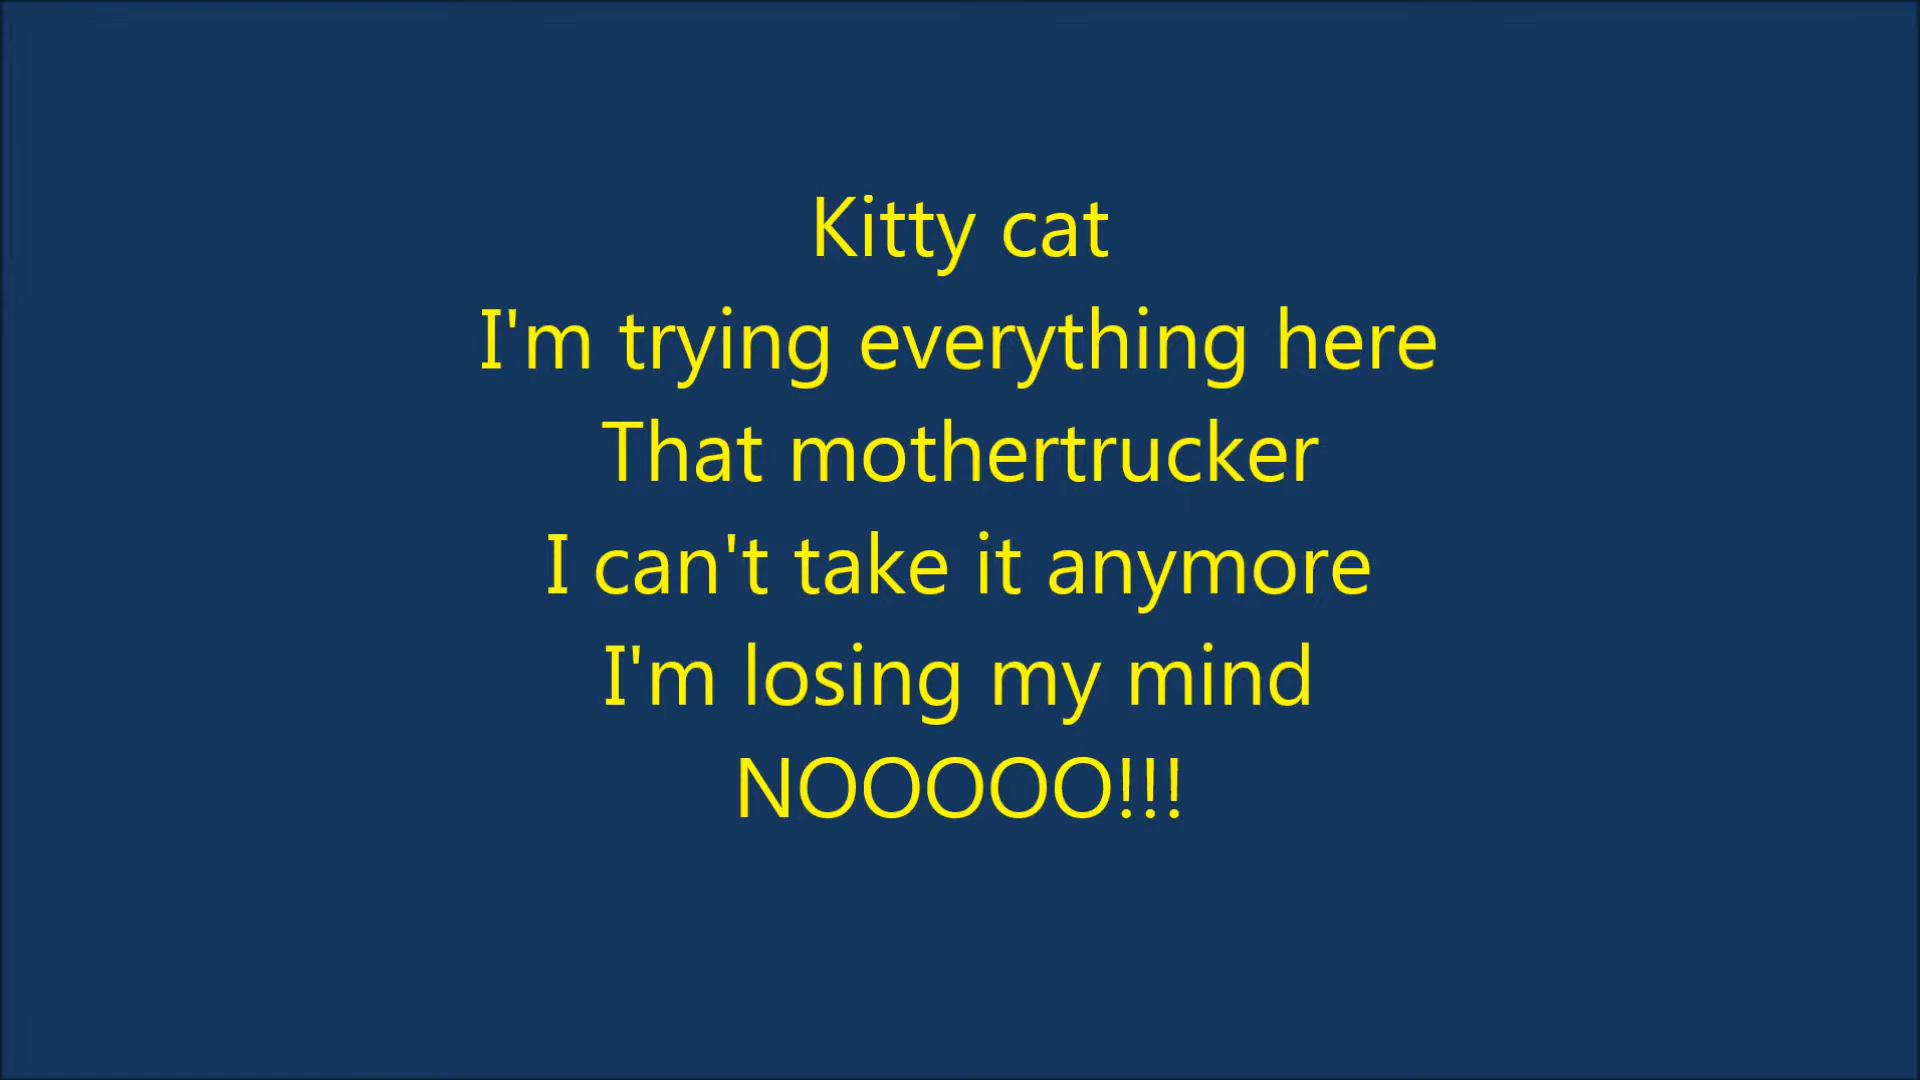 Kitty cat
I'm trying everything here
That mothertrucker
I can't take it anymore
I'm losing my mind
NOOOOO!!!